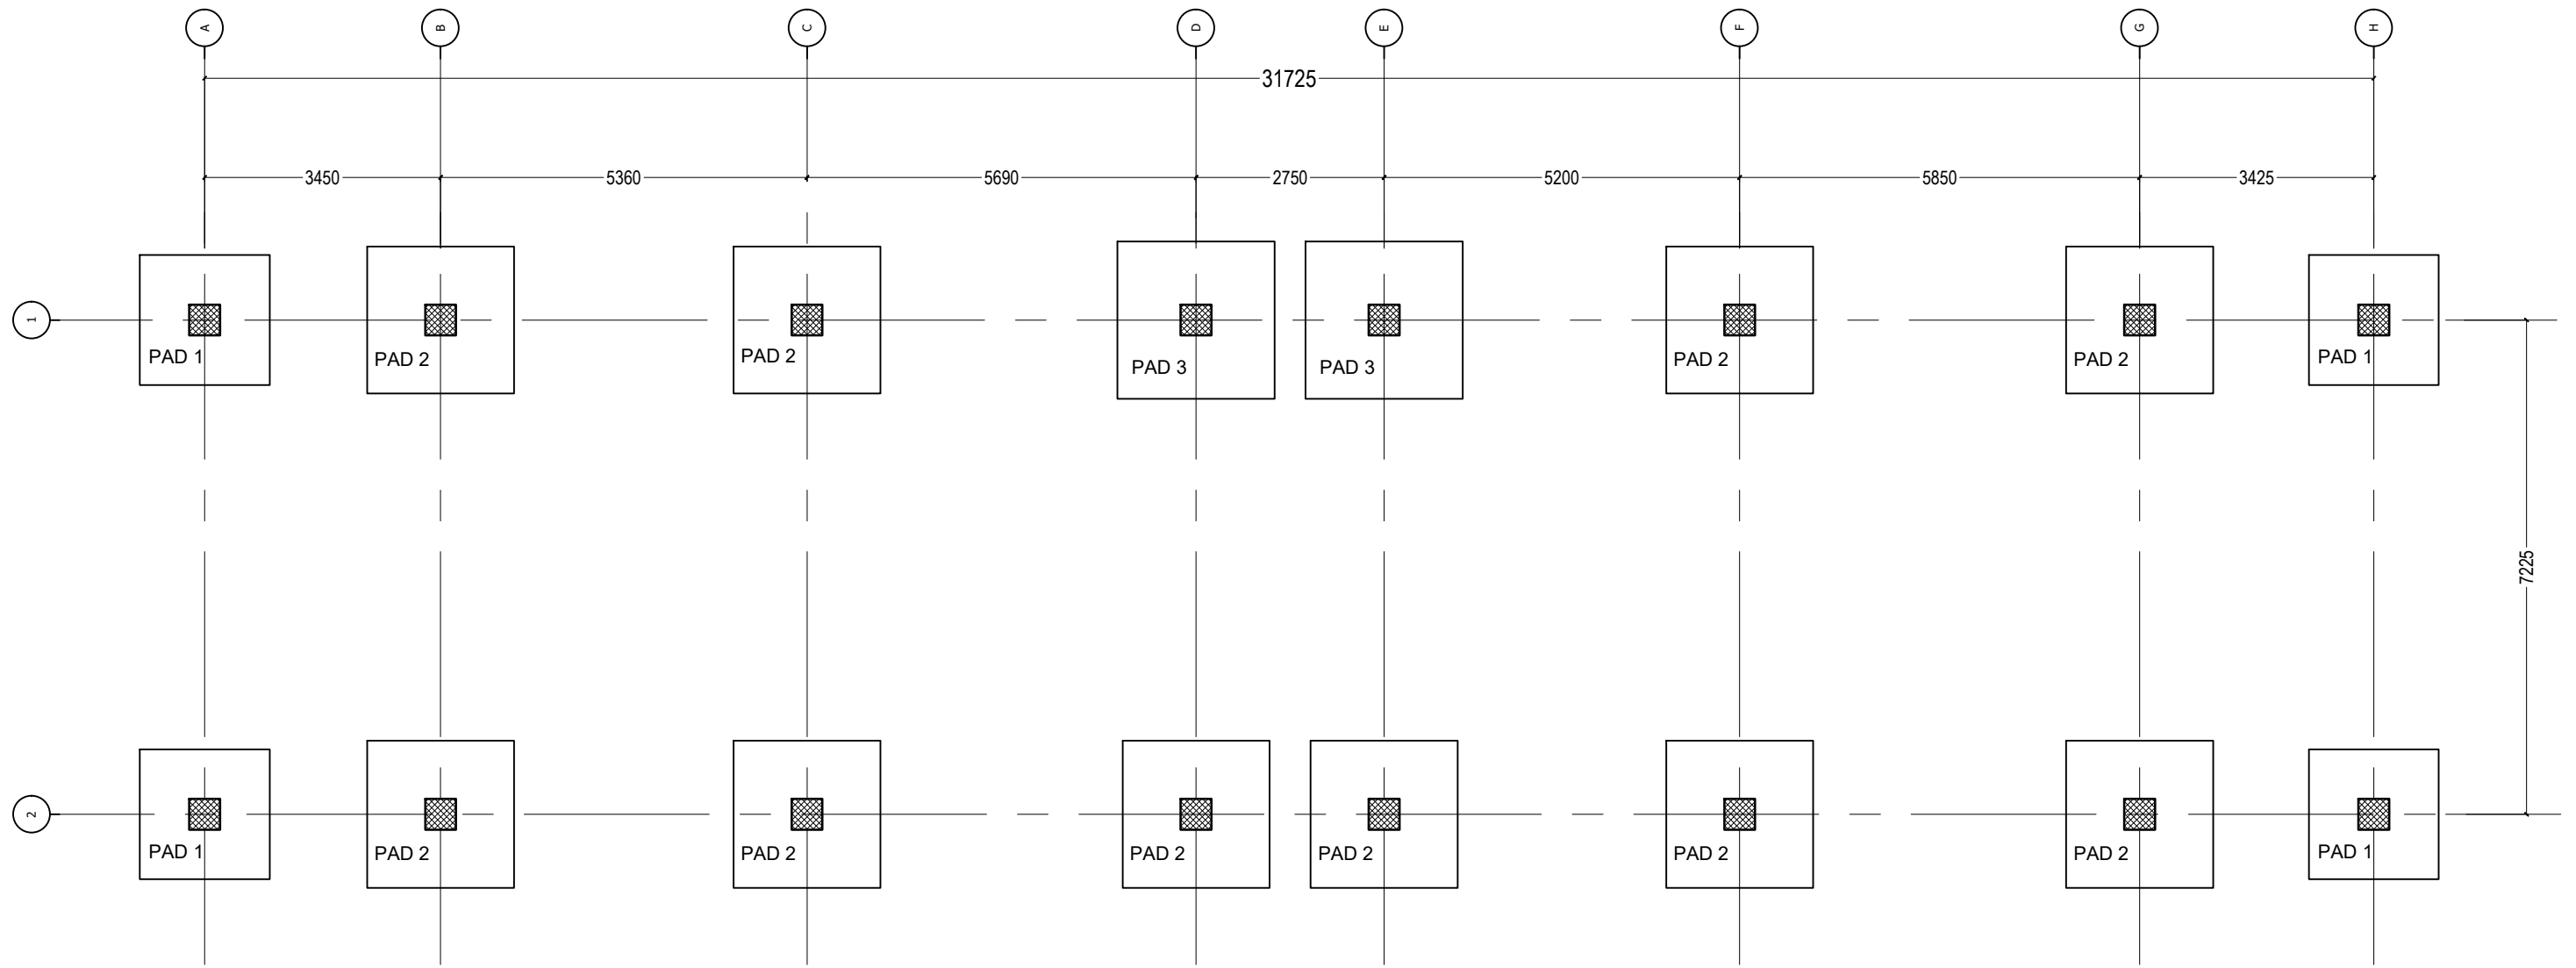 A B C D E F G H
31725
3450 5360 5690 2750 5200 5850 3425
1
PAD 1 PAD 2 PAD 2 PAD 3 PAD 3 PAD 2 PAD 2 PAD 1
7225
2
PAD 1 PAD 2 PAD 2 PAD 2 PAD 2 PAD 2 PAD 2 PAD 1